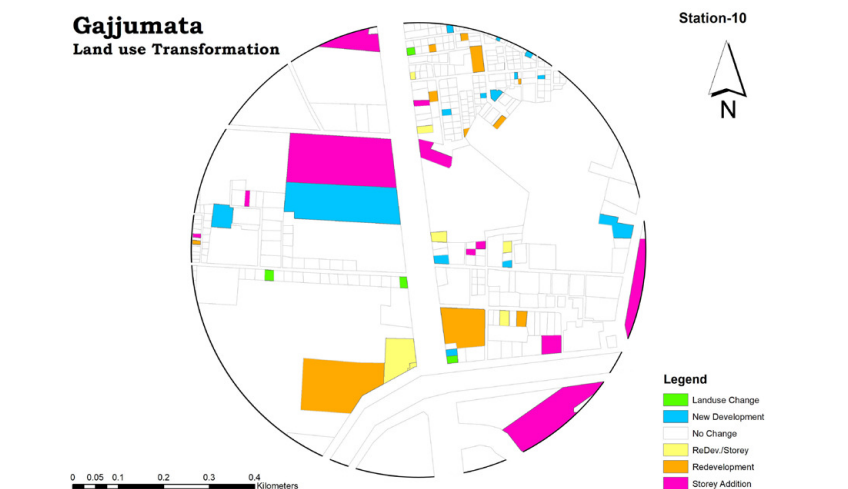 Gajjumata
Land use Transformation
Station-10
N
Legend
Landuse Change
New Development
No Change
ReDev./Storey
Redevelopment
Storey Addition
0 0.05 0.1 0.2 0.3 0.4
Kilometers